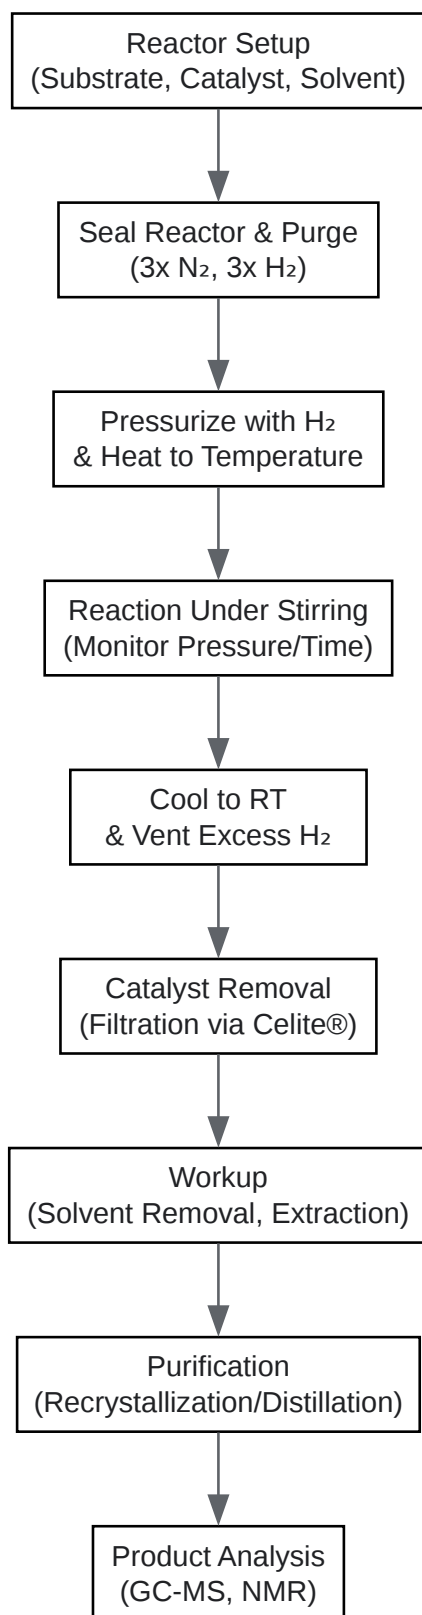 Reactor Setup
(Substrate, Catalyst, Solvent)
Seal Reactor & Purge
(3x N₂, 3x H₂)
Pressurize with H₂
& Heat to Temperature
Reaction Under Stirring
(Monitor Pressure/Time)
Cool to RT
& Vent Excess H₂
Catalyst Removal
(Filtration via Celite®)
Workup
(Solvent Removal, Extraction)
Purification
(Recrystallization/Distillation)
Product Analysis
(GC-MS, NMR)